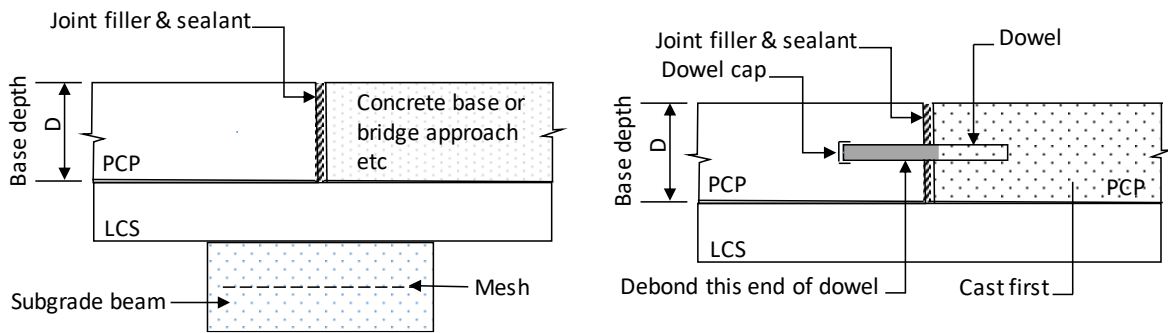 Joint filler & sealant
Base depth
D
Concrete base or
bridge approach
etc
PCP
LCS
Subgrade beam
Mesh
Joint filler & sealant
Dowel
Dowel cap
Base depth
D
PCP
PCP
LCS
Debond this end of dowel
Cast first